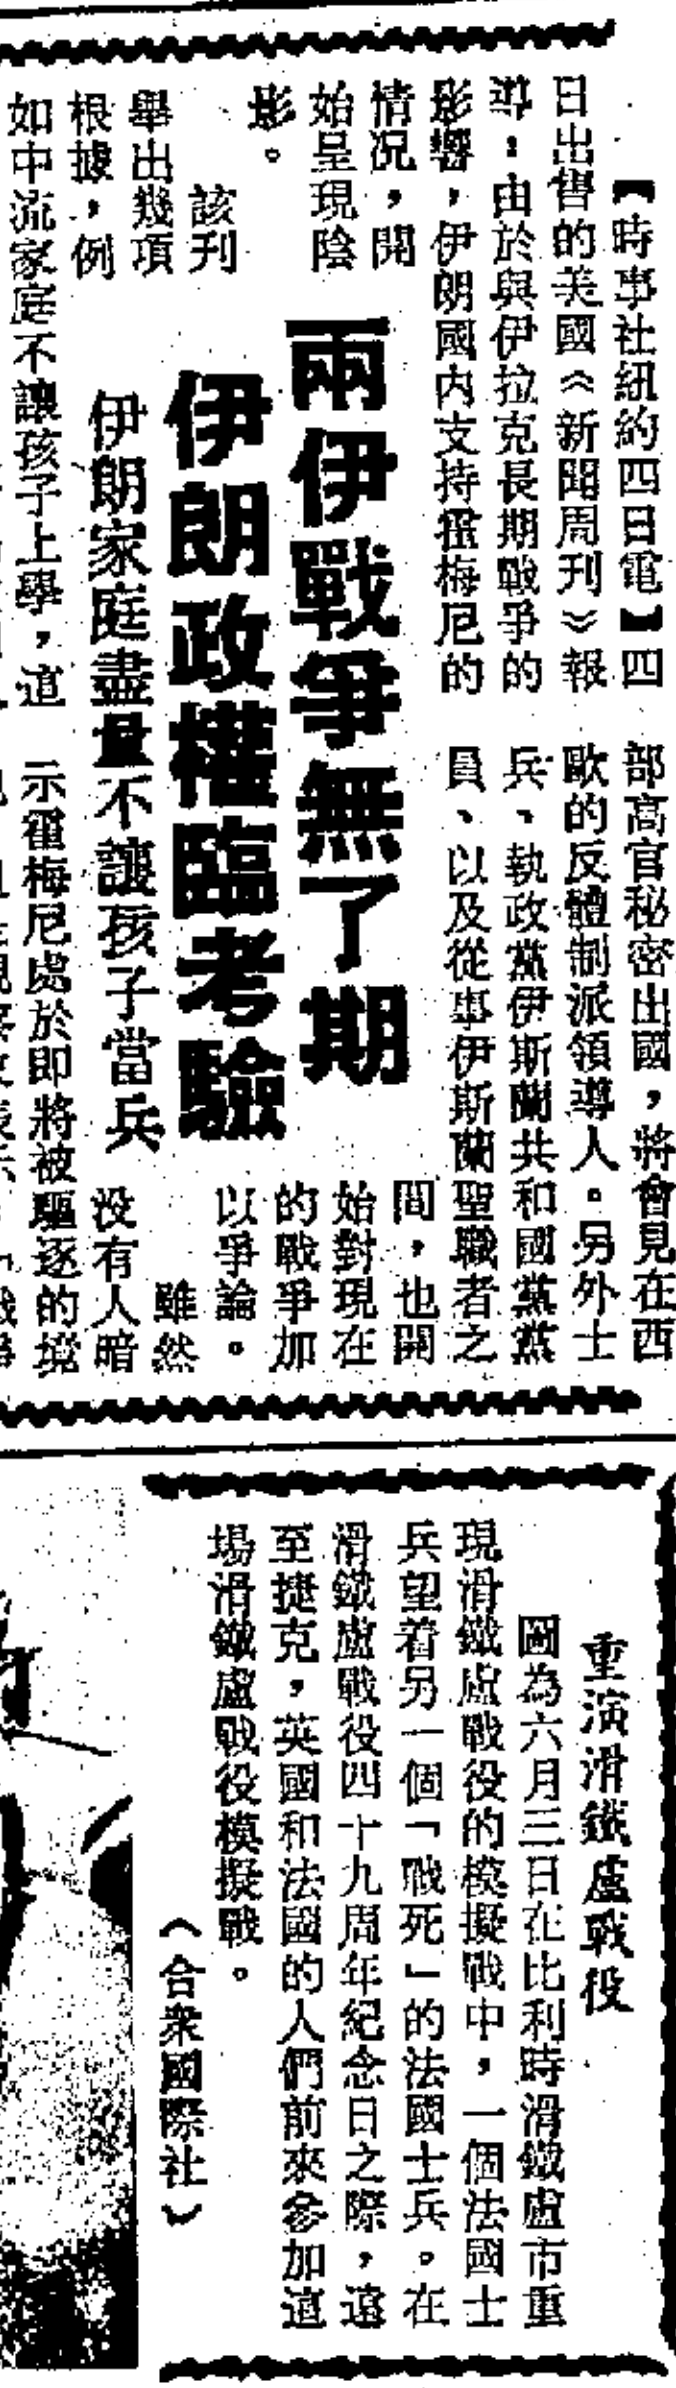 兩伊戰爭無了期
伊朗政權臨考驗
伊朗家庭盡量不讓孩子當兵
【時事社紐約四日電】四
日出售的美國《新聞周刊》報
導：由於與伊拉克長期戰爭的
影響，伊朗國內支持霍梅尼的
情況，開
始呈現陰
影。
該刊
舉出幾項
根據，例
如中流家庭不讓孩子上學，這
部高官秘密出國，將會見在西
歐的反體制派領導人。另外士
兵、執政黨伊斯蘭共和國黨黨
員、以及從事伊斯蘭聖職者之
間，也開
始對現在
的戰爭加
以爭論。
雖然
没有人暗
示霍梅尼處於即將被驅逐的境
重演滑鐵盧戰役
圖為六月三日在比利時滑鐵盧市重
現滑鐵盧戰役的模擬戰中，一個法國士
兵望着另一個「戰死」的法國士兵。在
滑鐵盧戰役四十九周年紀念日之際，遠
至捷克，英國和法國的人們前來參加這
場滑鐵盧戰役模擬戰。
（合衆國際社）